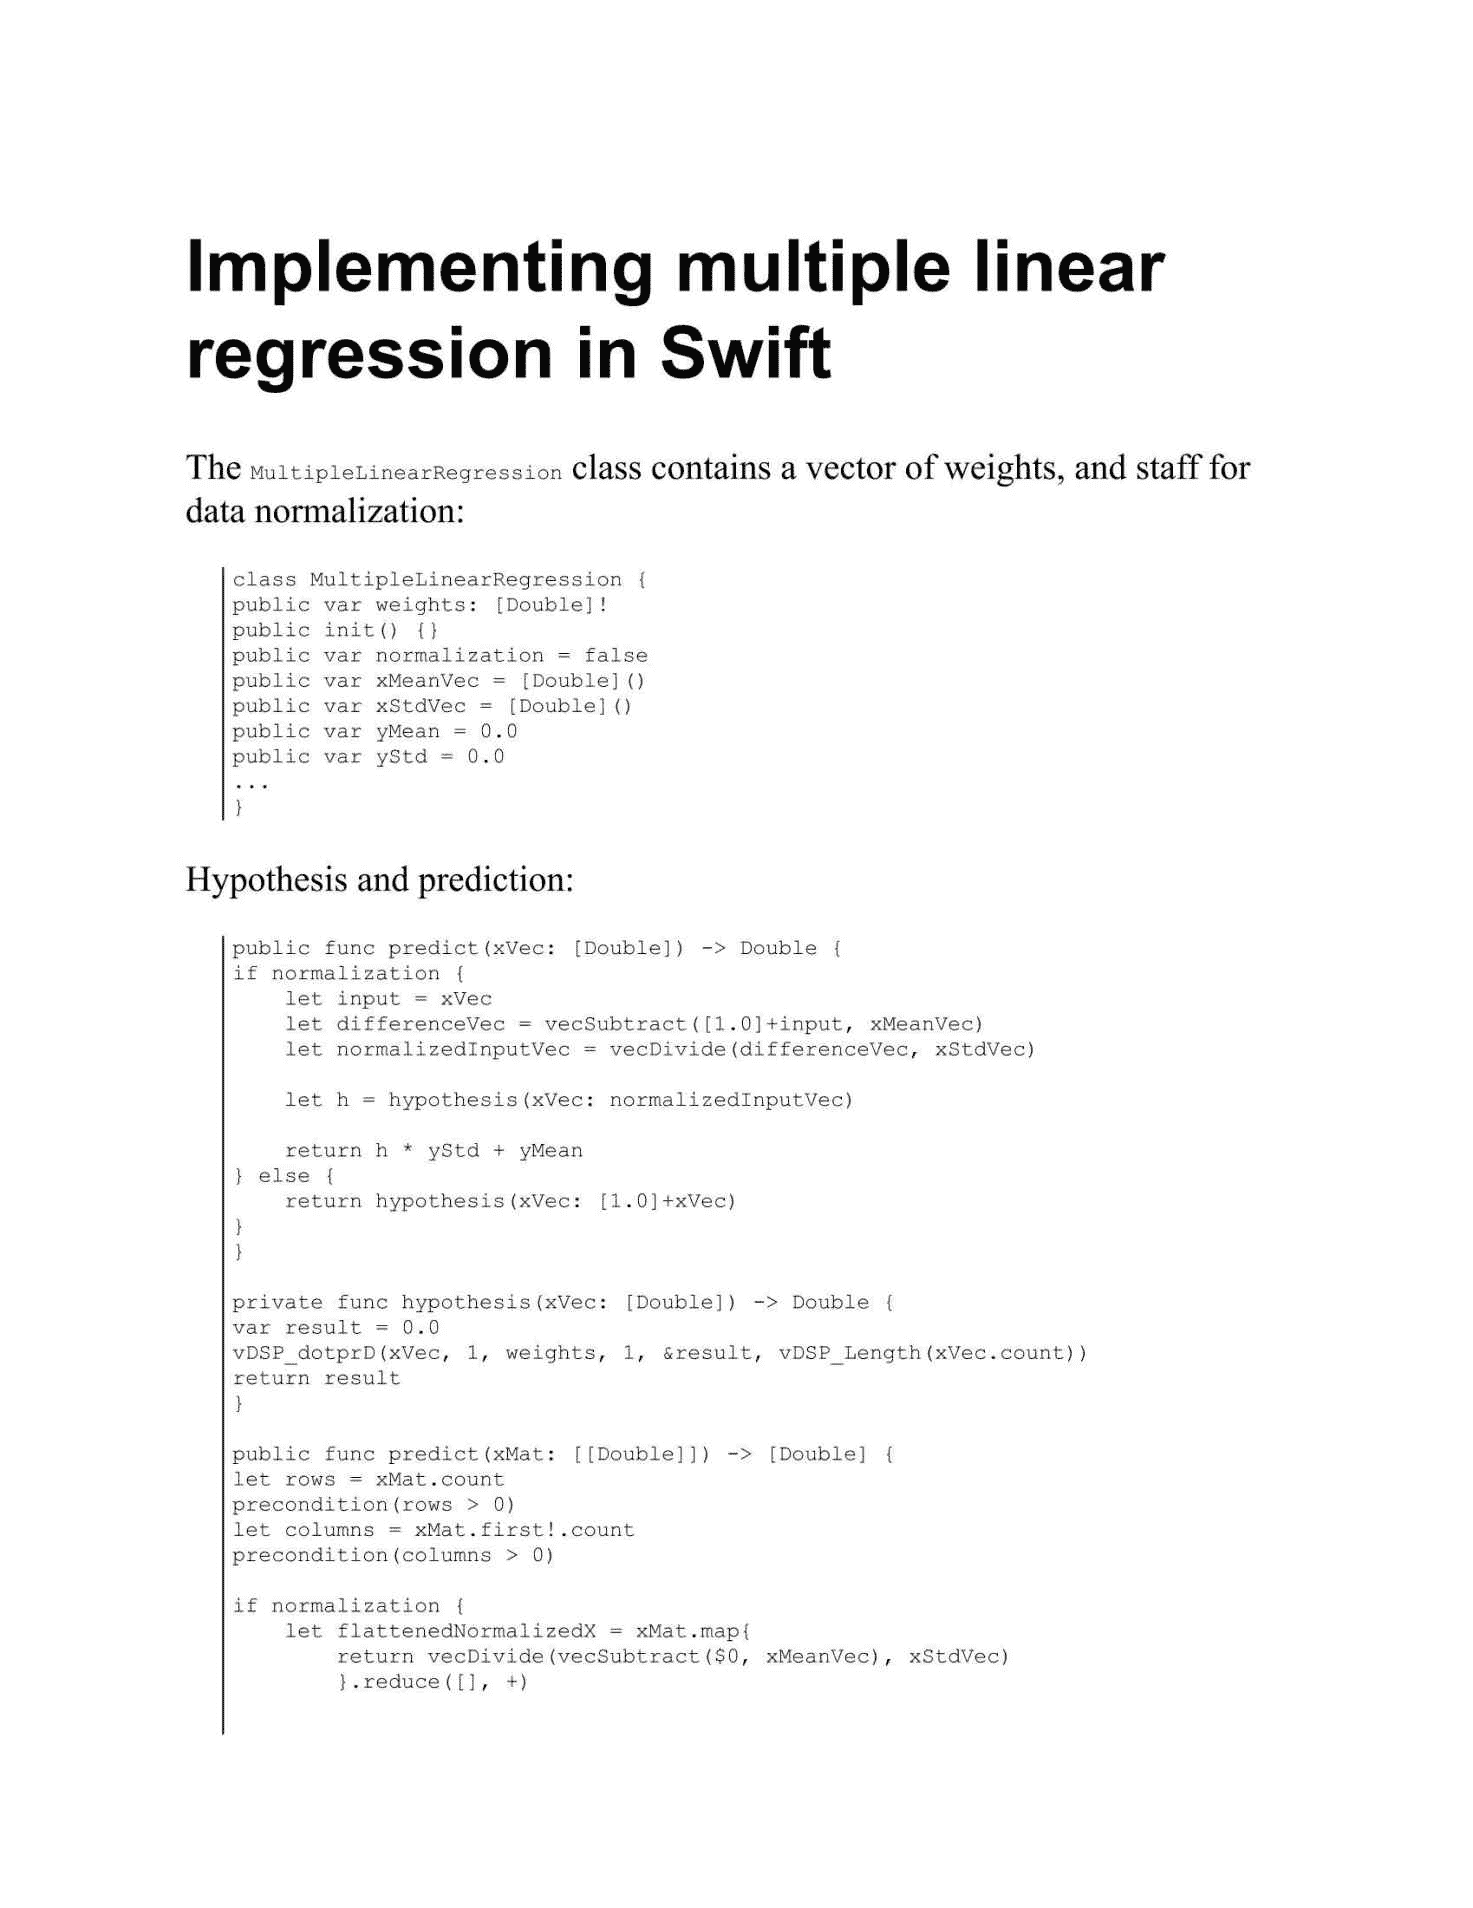 Implementing multiple linear
regression in Swift
The MultipleLinearRegression class contains a vector of weights, and staff for
data normalization:
class MultipleLinearRegression {
public var weights: [Double]!
public init() {}
public var normalization = false
public var xMeanVec = [Double]()
public var xStdVec = [Double]()
public var yMean = 0.0
public var yStd = 0.0
...
}
Hypothesis and prediction:
public func predict(xVec: [Double]) -> Double {
if normalization {
    let input = xVec
    let differenceVec = vecSubtract([1.0]+input, xMeanVec)
    let normalizedInputVec = vecDivide(differenceVec, xStdVec)
    let h = hypothesis(xVec: normalizedInputVec)
    return h * yStd + yMean
} else {
    return hypothesis(xVec: [1.0]+xVec)
}
}
private func hypothesis(xVec: [Double]) -> Double {
var result = 0.0
vDSP_dotprD(xVec, 1, weights, 1, &result, vDSP_Length(xVec.count))
return result
}
public func predict(xMat: [[Double]]) -> [Double] {
let rows = xMat.count
precondition(rows > 0)
let columns = xMat.first!.count
precondition(columns > 0)
if normalization {
    let flattenedNormalizedX = xMat.map{
        return vecDivide(vecSubtract($0, xMeanVec), xStdVec)
        }.reduce([], +)